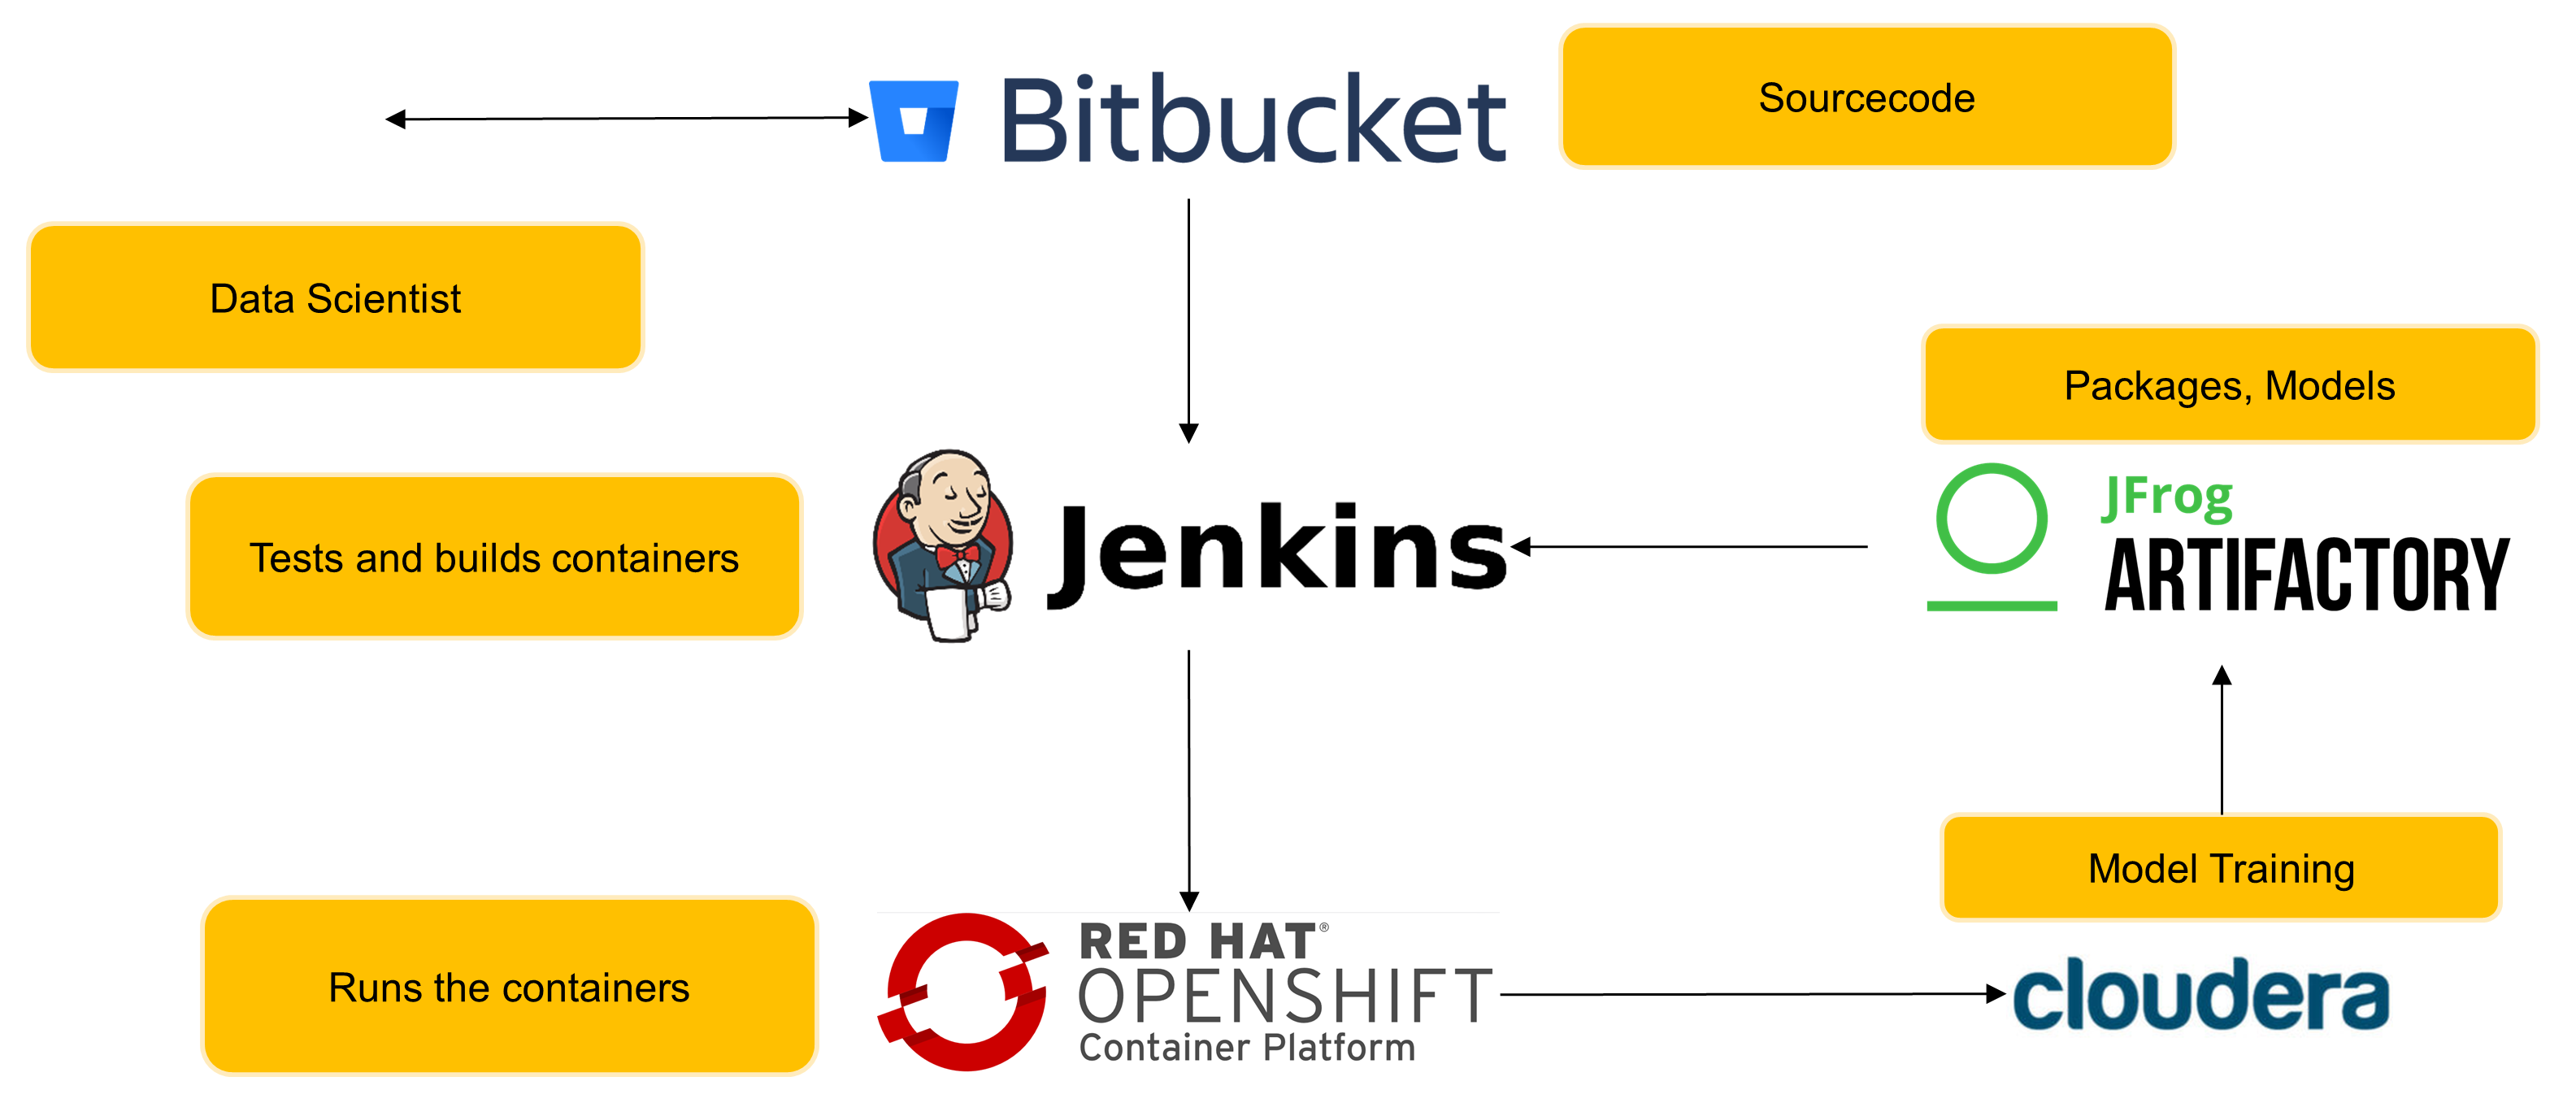 Bitbucket
Sourcecode
Data Scientist
Packages, Models
Tests and builds containers
Jenkins
JFrog
ARTIFACTORY
Model Training
Runs the containers
RED HAT®
OPENSHIFT
Container Platform
cloudera